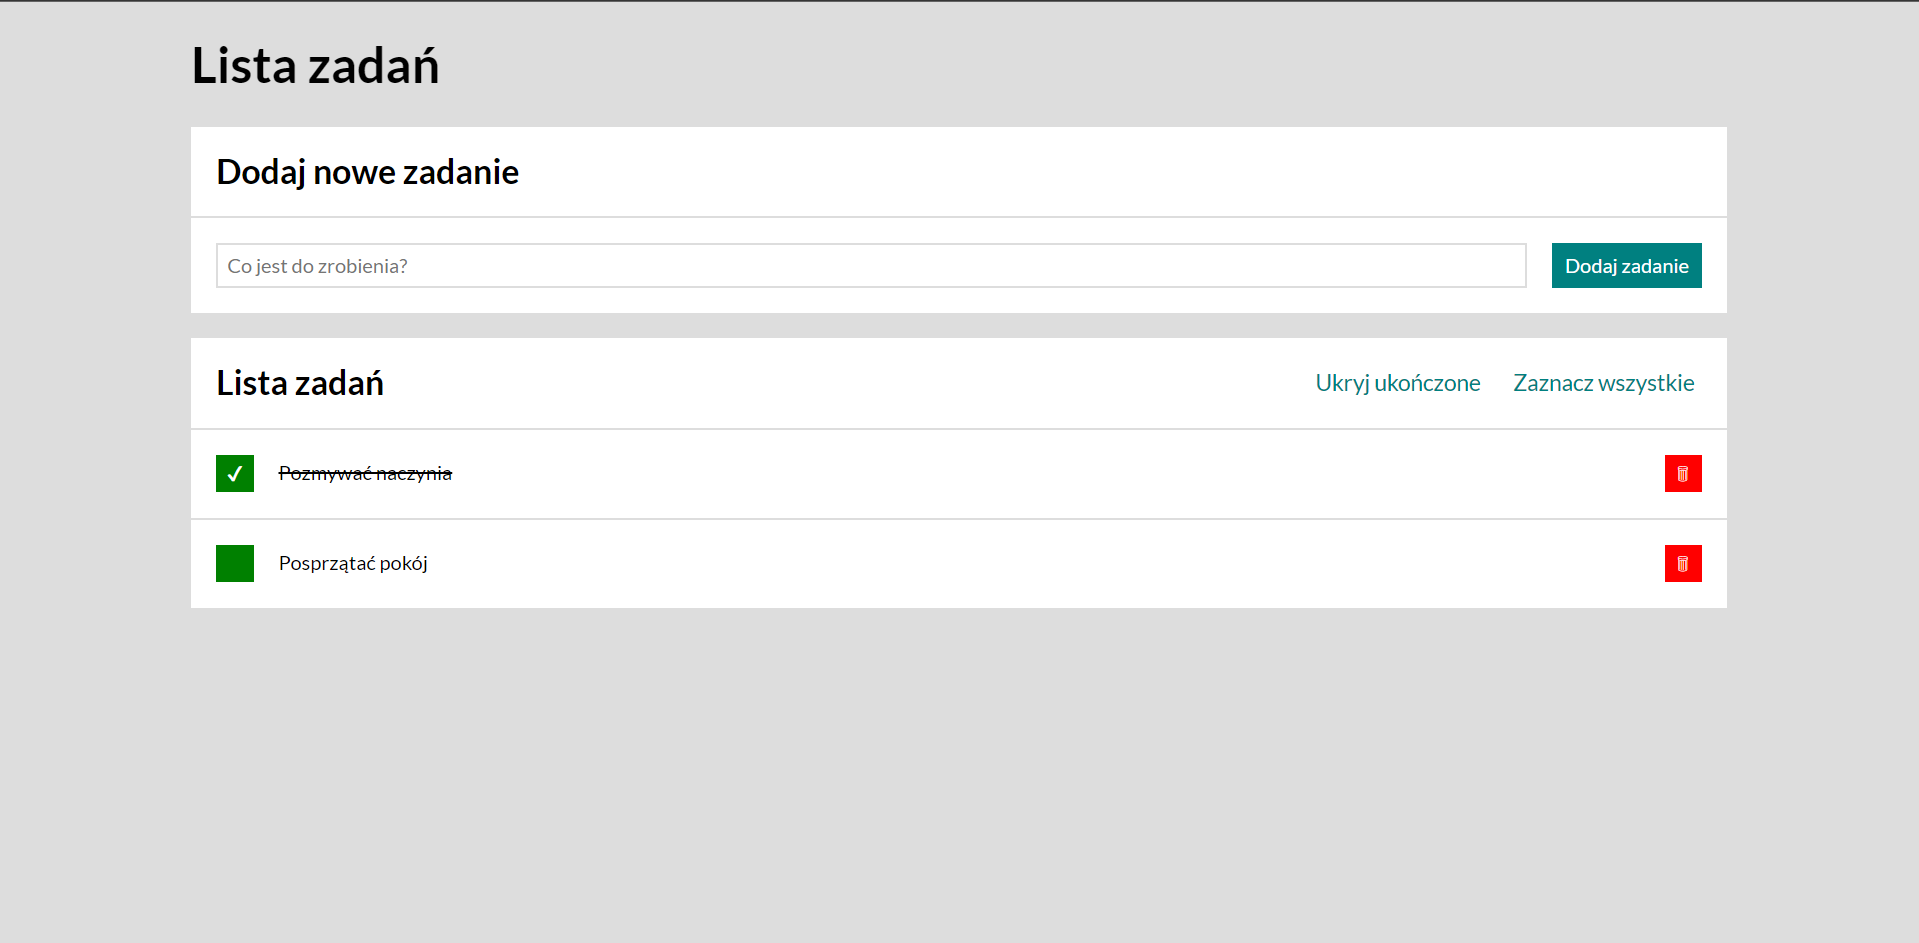 Lista zadań
Dodaj nowe zadanie
Co jest do zrobienia?
Dodaj zadanie
Lista zadań
Ukryj ukończone
Zaznacz wszystkie
Pozmywać naczynia
Posprzątać pokój